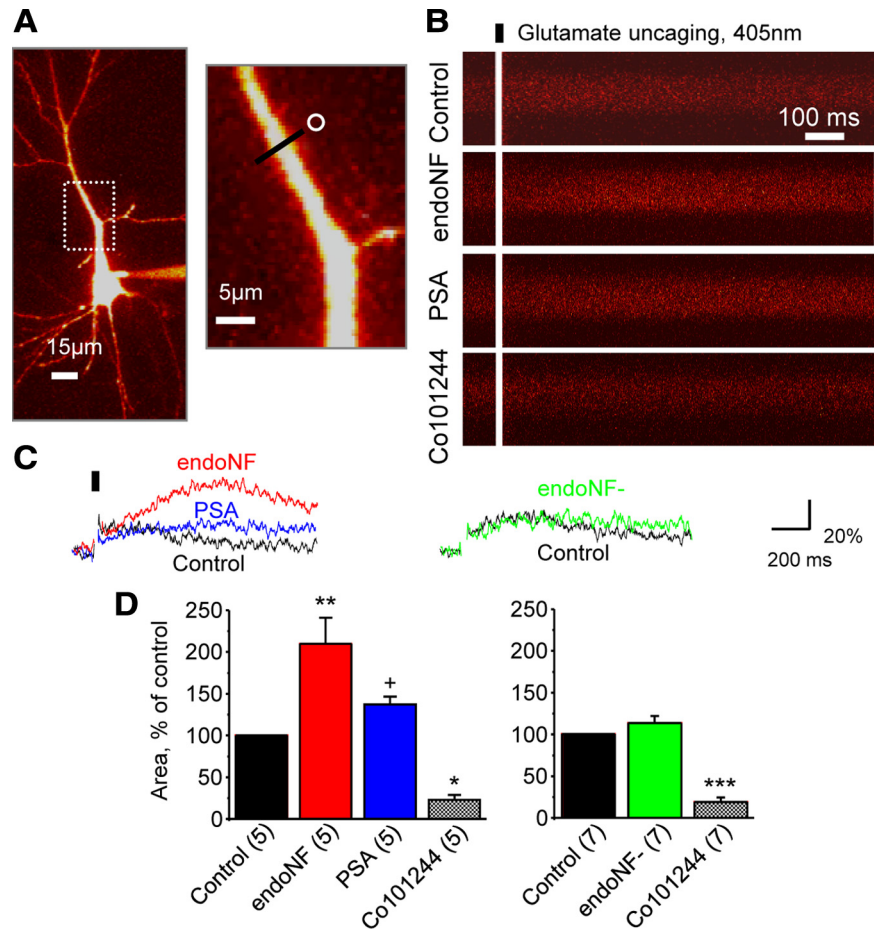 A
15µm
5µm
B
Glutamate uncaging, 405nm
Control
100 ms
endoNF
PSA
Co101244
C
endoNF
PSA
Control
endoNF-
Control
20%
200 ms
D
Area, % of control
250
200
150
100
50
0
**
+
*
Control (5)
endoNF (5)
PSA (5)
Co101244 (5)
250
200
150
100
50
0
***
Control (7)
endoNF- (7)
Co101244 (7)